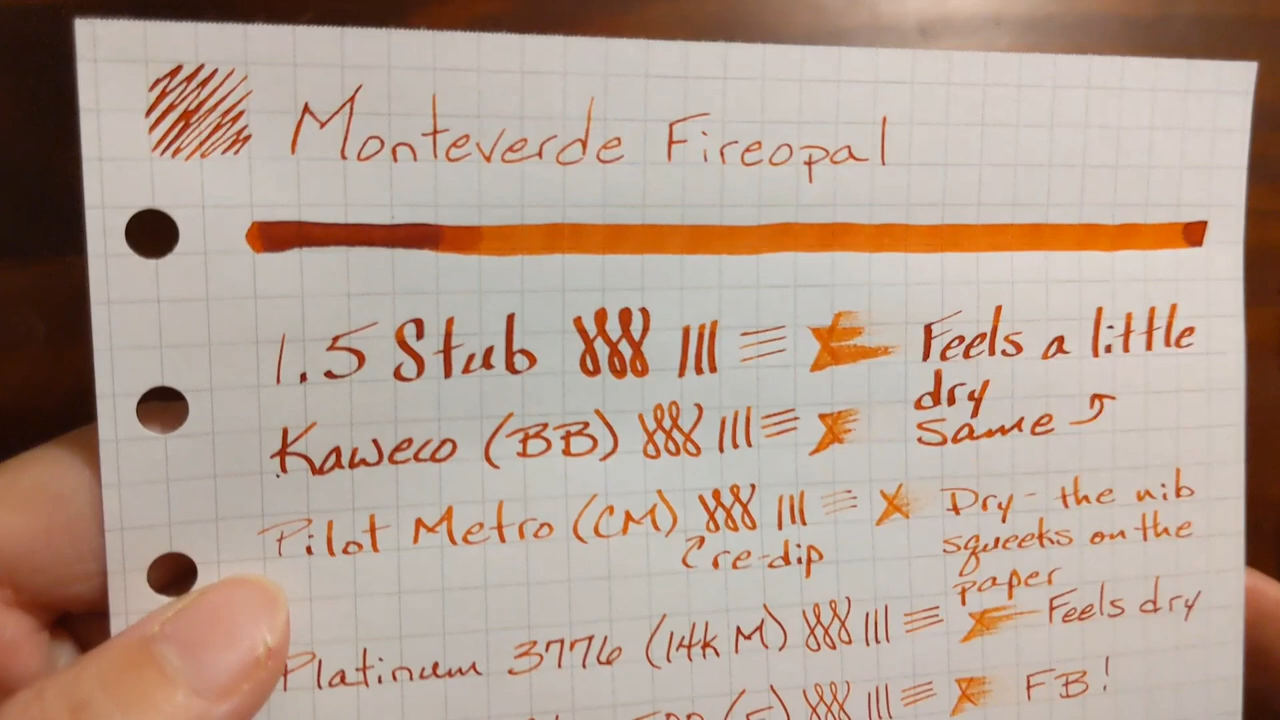 Monteverde Fireopal
1.5 Stub Feels a little
dry
Kaweco (BB) Same
Pilot Metro (CM) Dry - the nib
re-dip squeeks on the
paper
Platinum 3776 (14k M) Feels dry
FB!